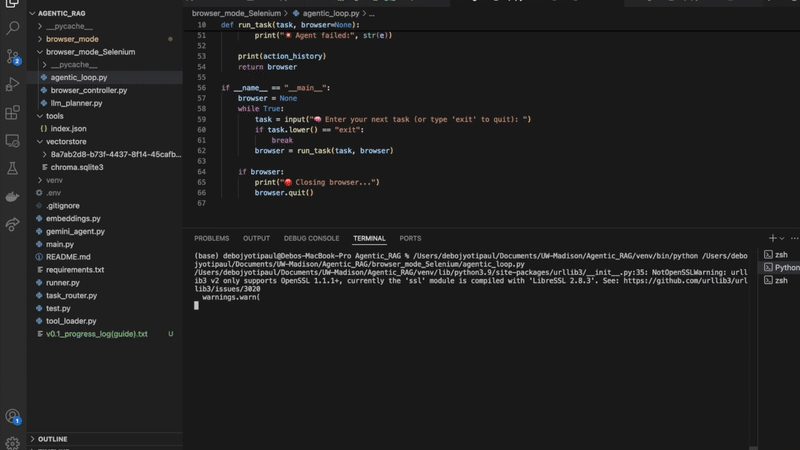 AGENTIC_RAG
__pycache__
browser_mode
browser_mode_Selenium
__pycache__
agentic_loop.py
browser_controller.py
llm_planner.py
tools
index.json
vectorstore
8a7ab2d8-b73f-4437-8f14-45cafb...
chroma.sqlite3
venv
.env
.gitignore
embeddings.py
gemini_agent.py
main.py
README.md
requirements.txt
runner.py
task_router.py
test.py
tool_loader.py
v0.1_progress_log(guide).txt U
OUTLINE
browser_mode_Selenium > agentic_loop.py > ...
10 def run_task(task, browser=None):
51 print("💥 Agent failed:", str(e))
52
53 print(action_history)
54 return browser
55
56 if __name__ == "__main__":
57 browser = None
58 while True:
59 task = input("🧠 Enter your next task (or type 'exit' to quit): ")
60 if task.lower() == "exit":
61 break
62 browser = run_task(task, browser)
63
64 if browser:
65 print("🔴 Closing browser...")
66 browser.quit()
67
PROBLEMS OUTPUT DEBUG CONSOLE TERMINAL PORTS
(base) debojyotipaul@Debos-MacBook-Pro Agentic_RAG % /Users/debojyotipaul/Documents/UW-Madison/Agentic_RAG/venv/bin/python /Users/deb
ojyotipaul/Documents/UW-Madison/Agentic_RAG/browser_mode_Selenium/agentic_loop.py
/Users/debojyotipaul/Documents/UW-Madison/Agentic_RAG/venv/lib/python3.9/site-packages/urllib3/__init__.py:35: NotOpenSSLWarning: urll
ib3 v2 only supports OpenSSL 1.1.1+, currently the 'ssl' module is compiled with 'LibreSSL 2.8.3'. See: https://github.com/urllib3/url
lib3/issues/3020
warnings.warn(
zsh
Python
zsh